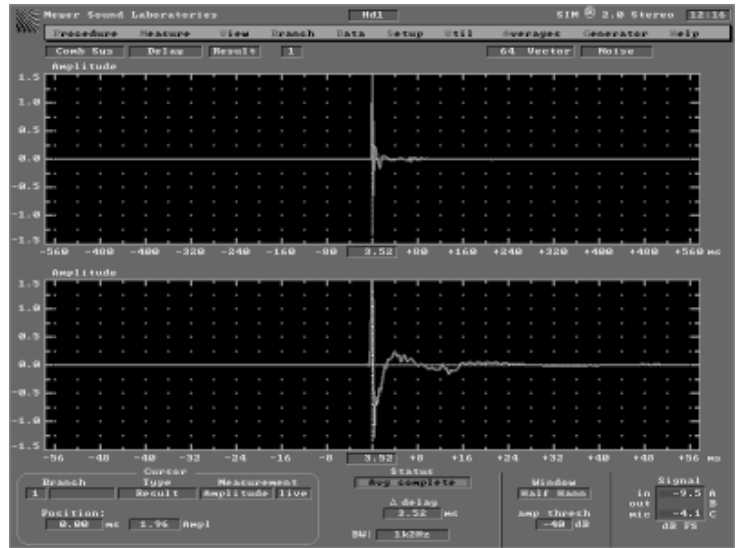 Meyer Sound Laboratories Hd1 SIM ® 2.0 Stereo 12:16
Procedure Measure View Branch Data Setup Util Averages Generator Help
Comb Sys Delay Result 1 64 Vector Noise
Amplitude
1.5
1.0
0.5
0.0
-0.5
-1.0
-1.5
-560 -480 -400 -320 -240 -160 -80 3.52 +80 +160 +240 +320 +400 +480 +560 ms
Amplitude
1.5
1.0
0.5
0.0
-0.5
-1.0
-1.5
-56 -48 -40 -32 -24 -16 -8 3.52 +8 +16 +24 +32 +40 +48 +56 ms
Cursor Status
Branch Type Measurement Avg complete Window Signal
1 Result Amplitude live Half Hann in -9.5 A
Δ delay out B
Position: 3.52 ms amp thresh mic -4.1 C
0.00 ms 1.96 Ampl -40 dB dB FS
BW: 12kHz